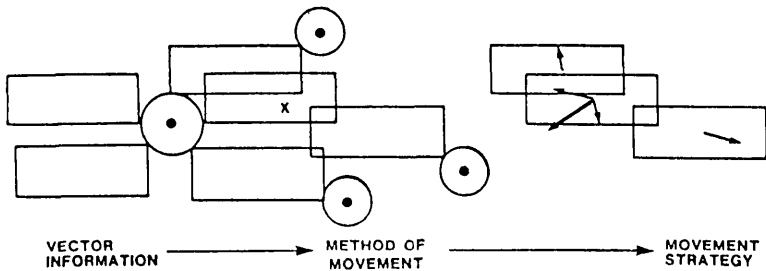 X
VECTOR INFORMATION
METHOD OF MOVEMENT
MOVEMENT STRATEGY